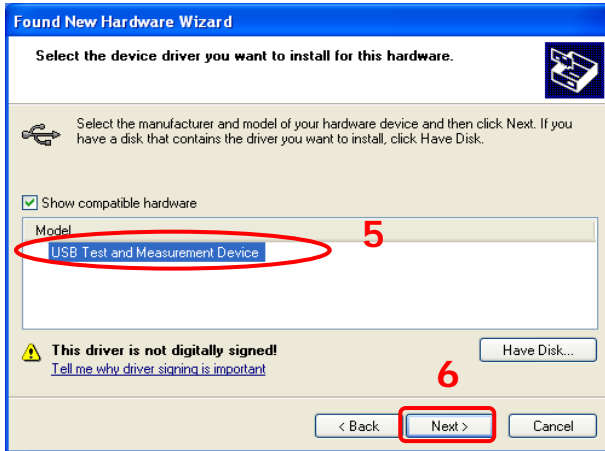 Found New Hardware Wizard
Select the device driver you want to install for this hardware.
Select the manufacturer and model of your hardware device and then click Next. If you
have a disk that contains the driver you want to install, click Have Disk.
Show compatible hardware
Model
5
USB Test and Measurement Device
This driver is not digitally signed!
Have Disk...
Tell me why driver signing is important
6
< Back
Next >
Cancel